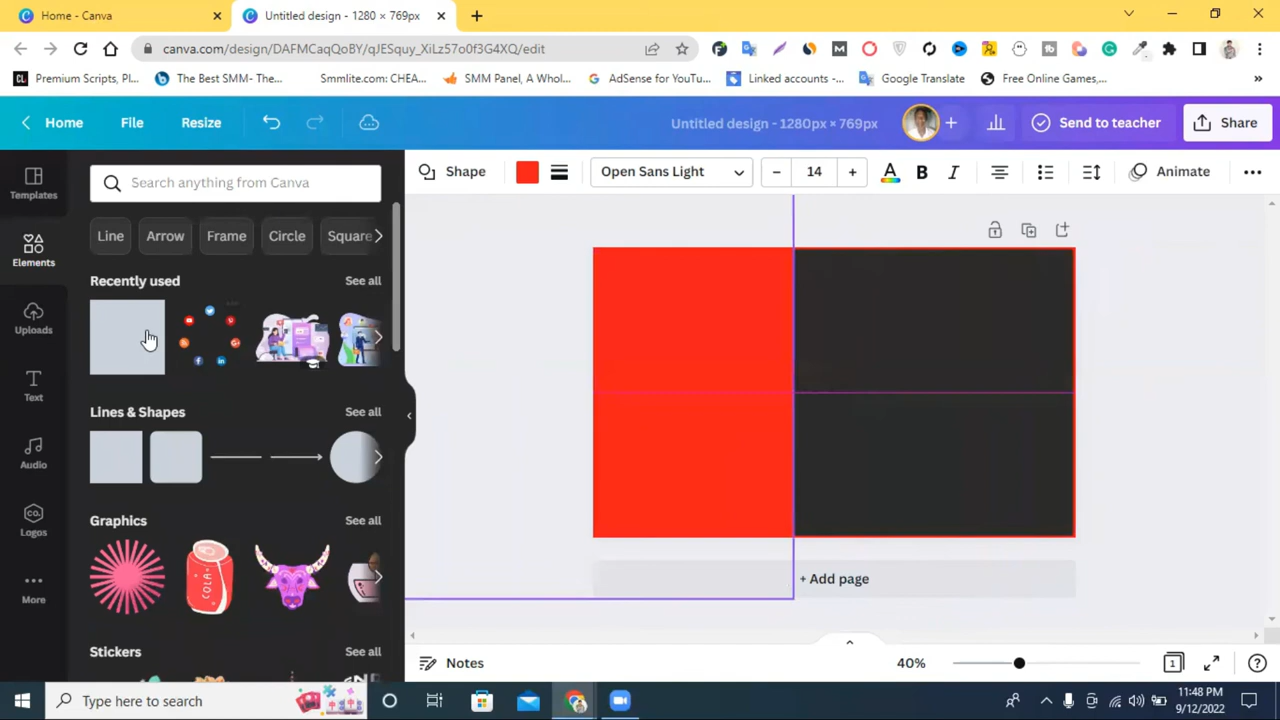 Home - Canva
Untitled design - 1280 × 769px
canva.com/design/DAFMCaqQoBY/qJESquy_XiLz57o0f3G4XQ/edit
Premium Scripts, Pl...
The Best SMM- The...
Smmlite.com: CHEA...
SMM Panel, A Whol...
AdSense for YouTu...
Linked accounts -...
Google Translate
Free Online Games,...
Home
File
Resize
Untitled design - 1280px × 769px
Send to teacher
Share
Templates
Elements
Uploads
Text
Audio
Logos
More
Search anything from Canva
Line
Arrow
Frame
Circle
Square
Recently used
See all
Lines & Shapes
See all
Graphics
See all
COLA
Stickers
See all
Shape
Open Sans Light
14
B
I
Animate
+ Add page
Notes
40%
1
Type here to search
11:48 PM
9/12/2022